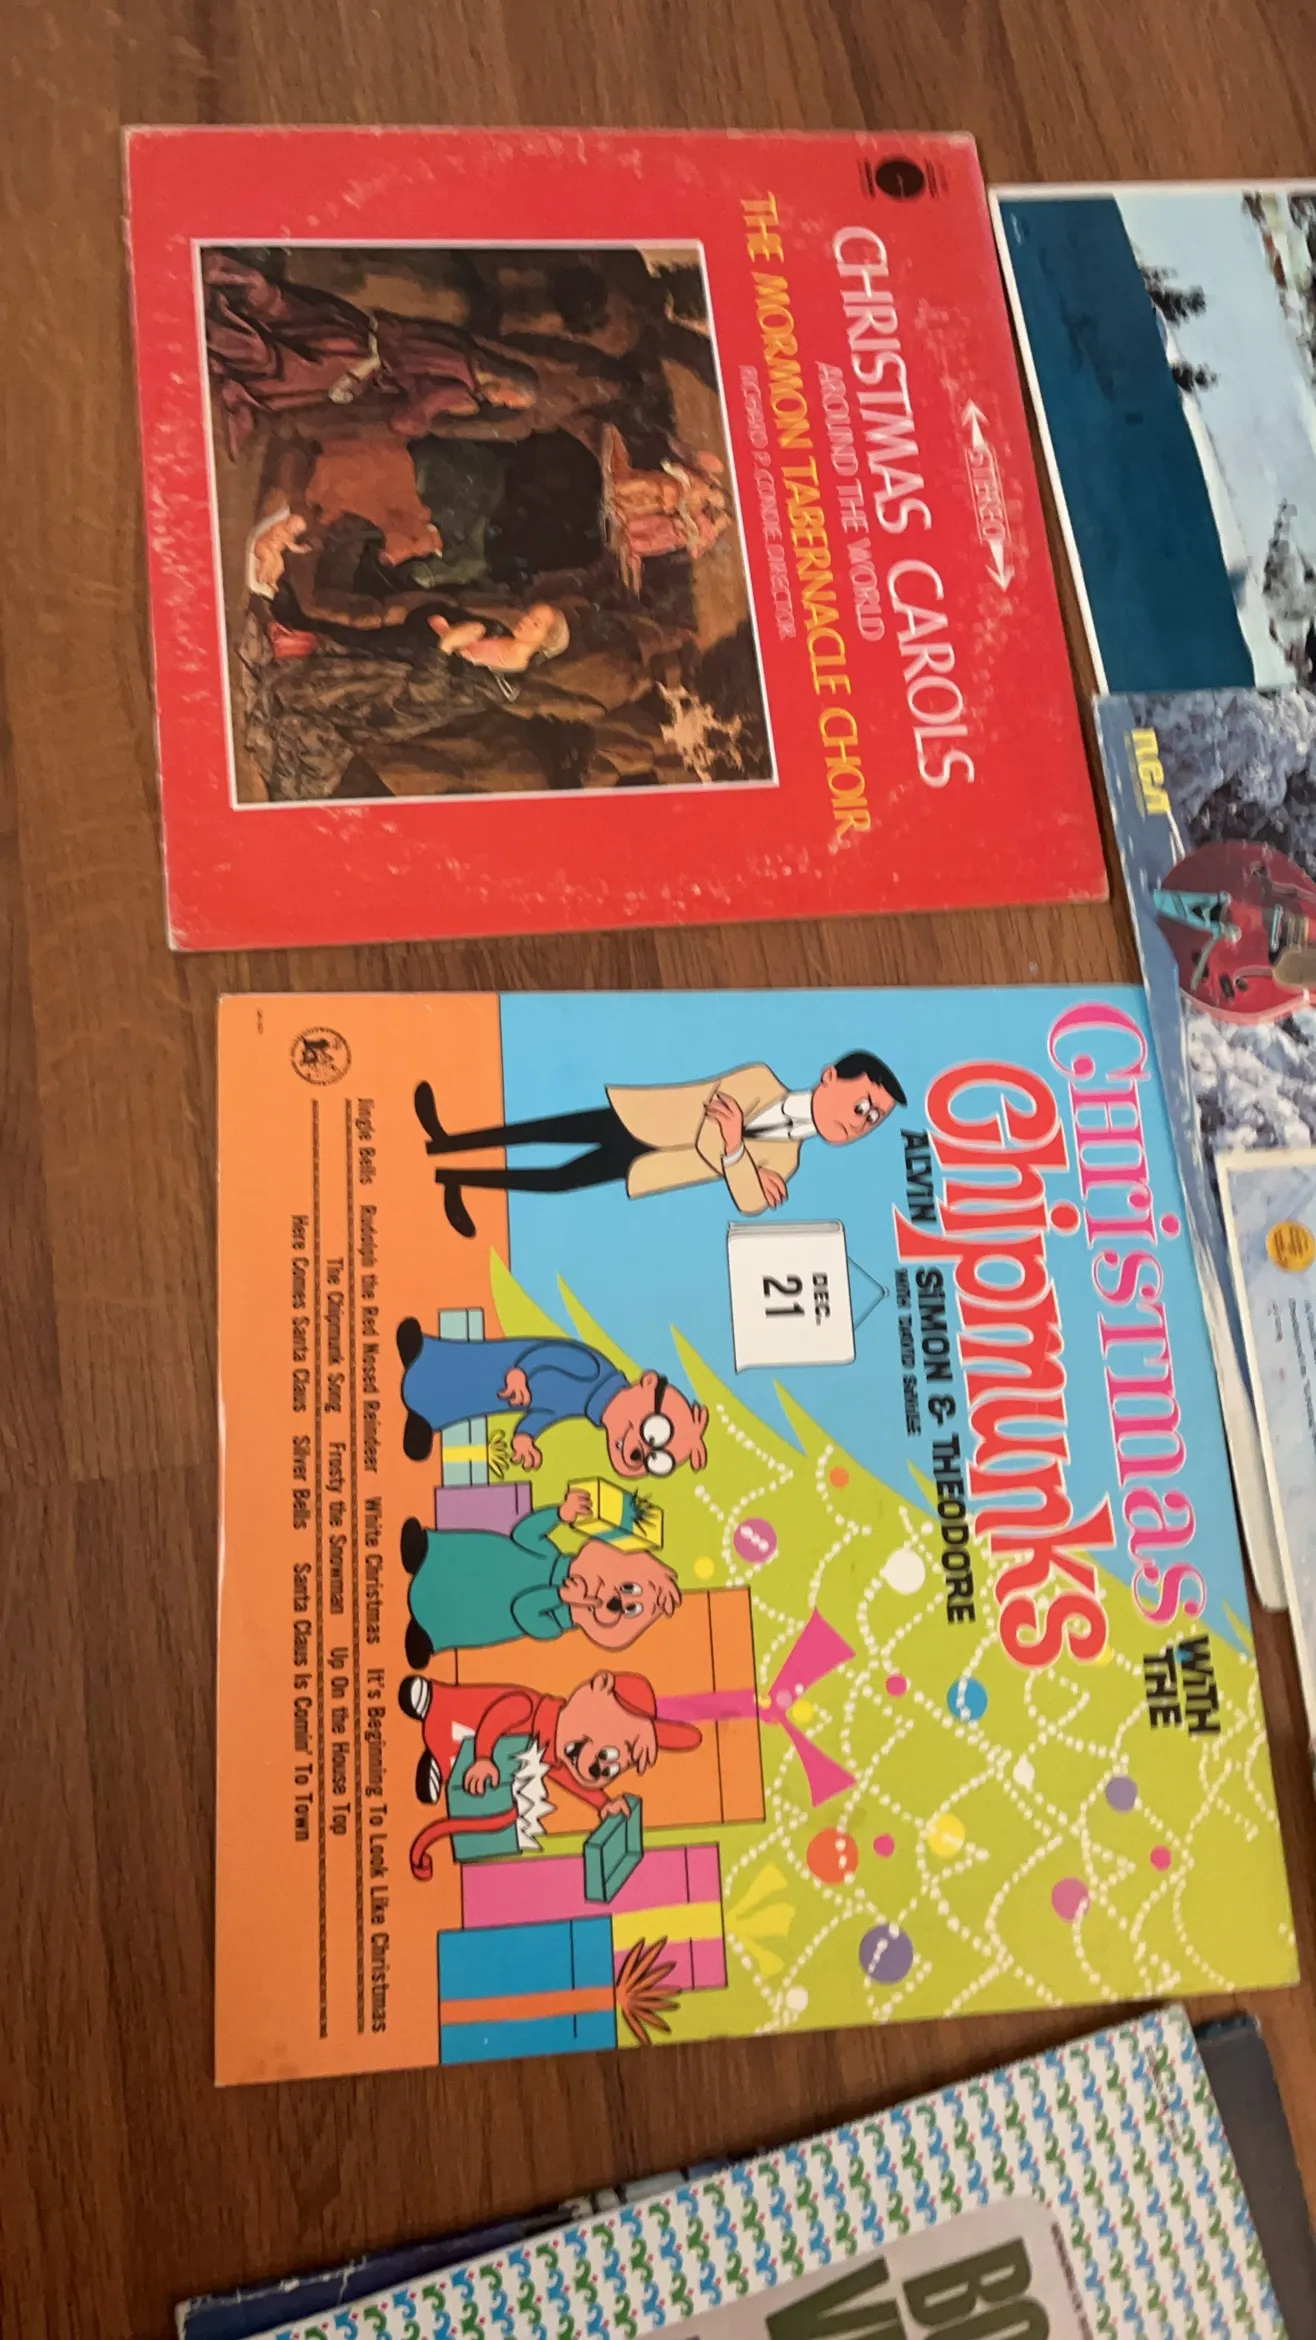 STEREO
CHRISTMAS CAROLS
AROUND THE WORLD
THE MORMON TABERNACLE CHOIR
RICHARD P. CONDIE, DIRECTOR
RCA
CHrisTmas WITH THE
Chipmunks
ALVIN SIMON & THEODORE
WITH DAVID SEVILLE
DEC.
21
Jingle Bells Rudolph the Red Nosed Reindeer White Christmas It's Beginning To Look Like Christmas
The Chipmunk Song Frosty the Snowman Up On the House Top
Here Comes Santa Claus Silver Bells Santa Claus Is Comin' To Town